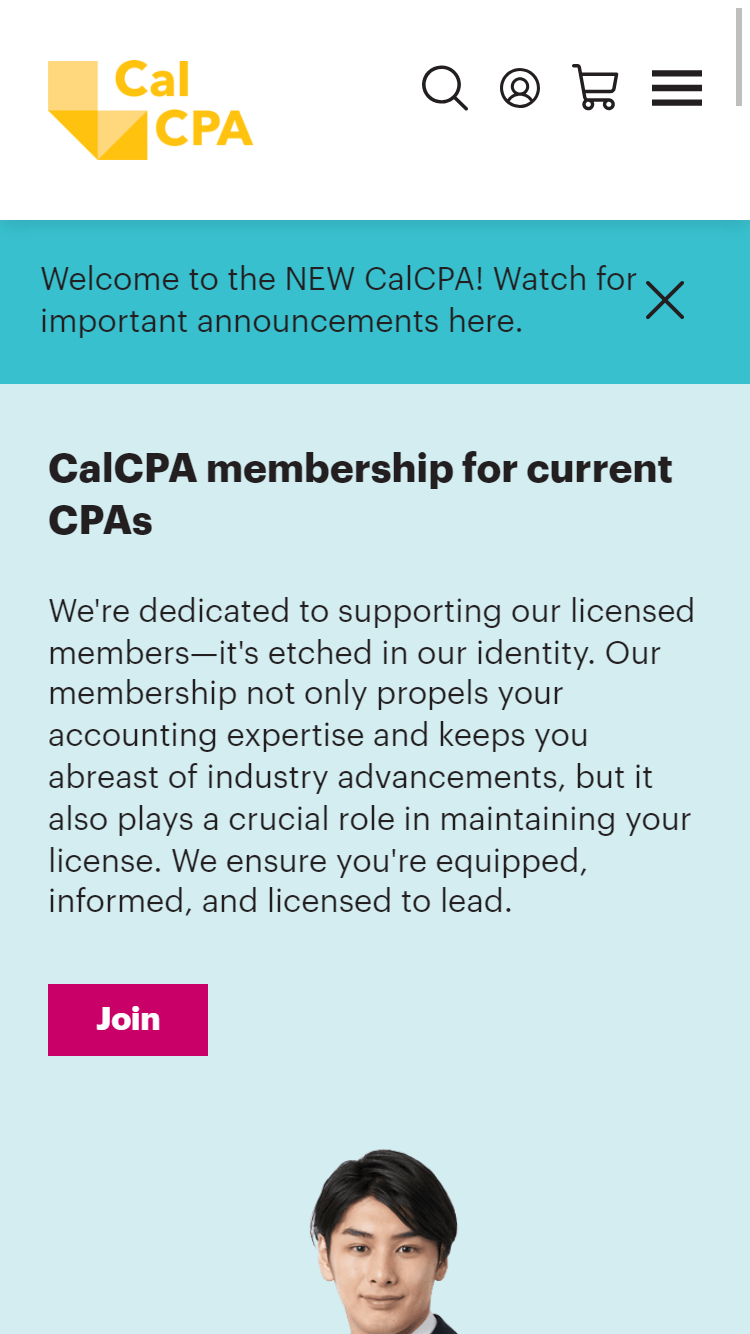 Cal
CPA
Welcome to the NEW CalCPA! Watch for
important announcements here.
CalCPA membership for current
CPAs
We're dedicated to supporting our licensed
members—it's etched in our identity. Our
membership not only propels your
accounting expertise and keeps you
abreast of industry advancements, but it
also plays a crucial role in maintaining your
license. We ensure you're equipped,
informed, and licensed to lead.
Join